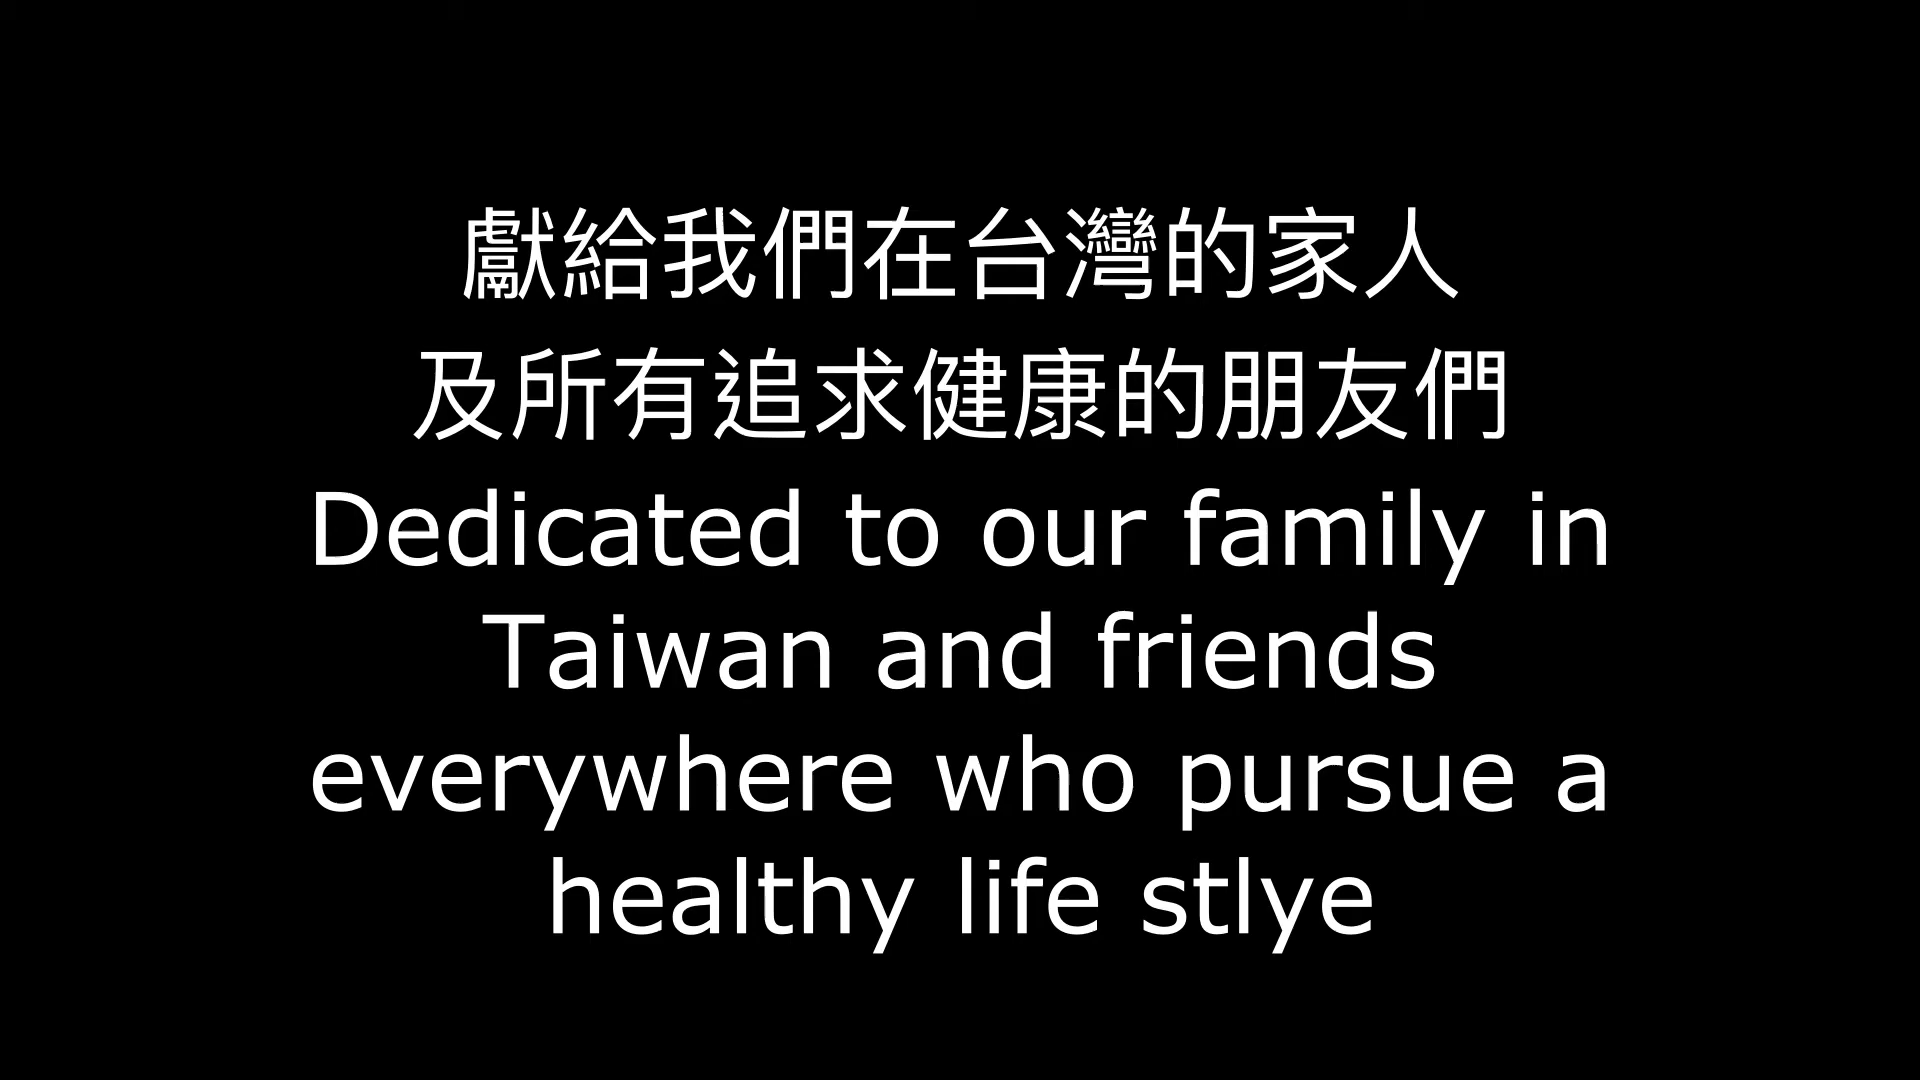 獻給我們在台灣的家人
及所有追求健康的朋友們
Dedicated to our family in
Taiwan and friends
everywhere who pursue a
healthy life stlye